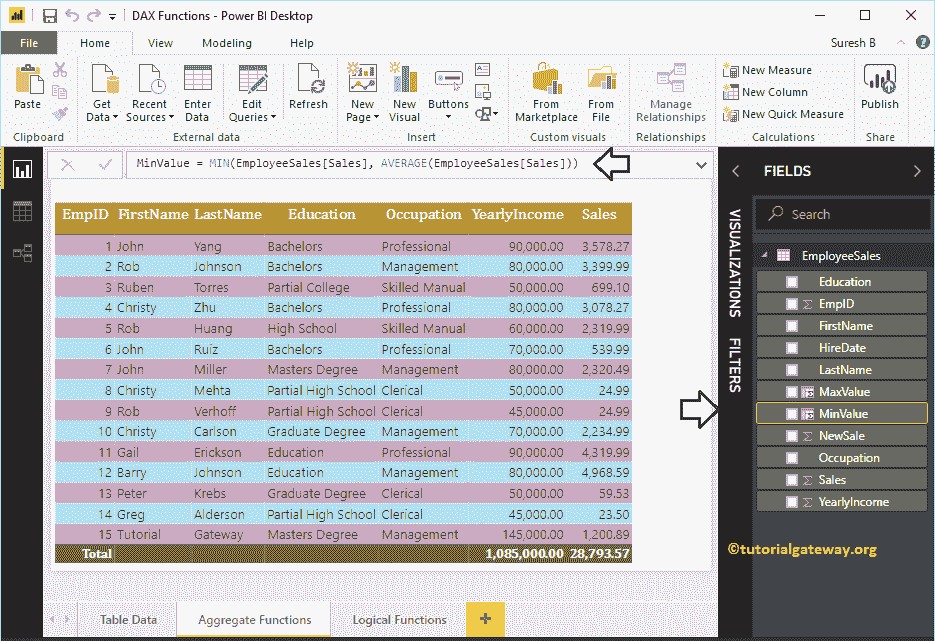 DAX Functions - Power BI Desktop
File Home View Modeling Help Suresh B
Paste
Get Data
Recent Sources
Enter Data
Edit Queries
Refresh
New Page
New Visual
Buttons
From Marketplace
From File
Manage Relationships
New Measure
New Column
New Quick Measure
Publish
Clipboard External data Insert Custom visuals Relationships Calculations Share
MinValue = MIN(EmployeeSales[Sales], AVERAGE(EmployeeSales[Sales]))
EmpID FirstName LastName Education Occupation YearlyIncome Sales
1 John Yang Bachelors Professional 90,000.00 3,578.27
2 Rob Johnson Bachelors Management 80,000.00 3,399.99
3 Ruben Torres Partial College Skilled Manual 50,000.00 699.10
4 Christy Zhu Bachelors Professional 80,000.00 3,078.27
5 Rob Huang High School Skilled Manual 60,000.00 2,319.99
6 John Ruiz Bachelors Professional 70,000.00 539.99
7 John Miller Masters Degree Management 80,000.00 2,320.49
8 Christy Mehta Partial High School Clerical 50,000.00 24.99
9 Rob Verhoff Partial High School Clerical 45,000.00 24.99
10 Christy Carlson Graduate Degree Management 70,000.00 2,234.99
11 Gail Erickson Education Professional 90,000.00 4,319.99
12 Barry Johnson Education Management 80,000.00 4,968.59
13 Peter Krebs Graduate Degree Clerical 50,000.00 59.53
14 Greg Alderson Partial High School Clerical 45,000.00 23.50
15 Tutorial Gateway Masters Degree Management 145,000.00 1,200.89
Total 1,085,000.00 28,793.57
Table Data Aggregate Functions Logical Functions +
VISUALIZATIONS
FILTERS
FIELDS
Search
EmployeeSales
Education
Σ EmpID
FirstName
HireDate
LastName
MaxValue
MinValue
Σ NewSale
Occupation
Σ Sales
Σ YearlyIncome
©tutorialgateway.org